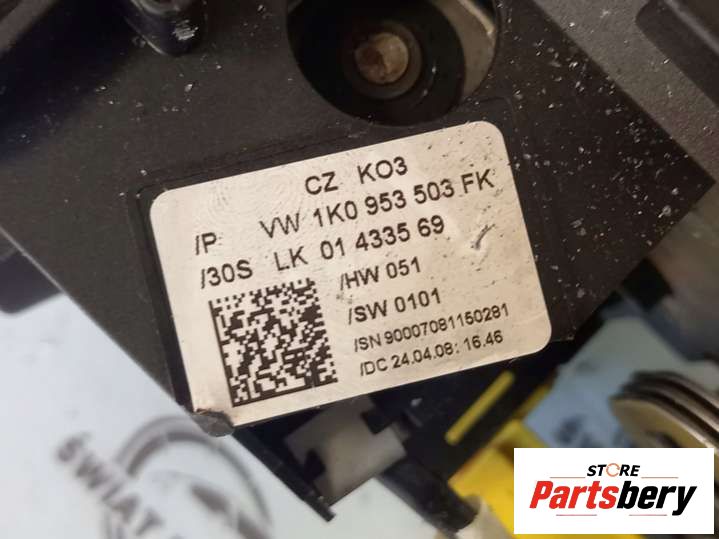 CZ KO3
/P VW 1K0 953 503 FK
/30S LK 01 4335 69
/HW 051
/SW 0101
/SN 90007081150281
/DC 24.04.08: 16.46
ŚWIAT
STORE
Partsbery